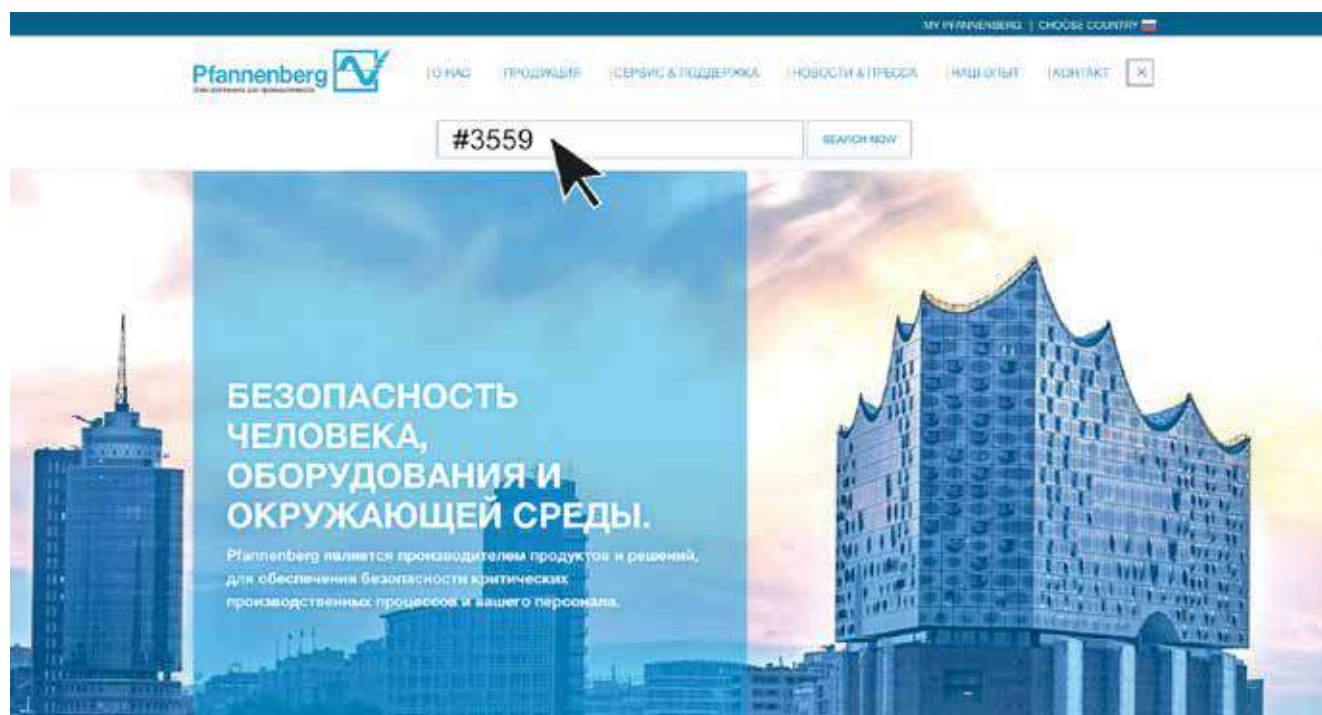 MY PFANNENBERG | CHOOSE COUNTRY
Pfannenberg
| О НАС | ПРОДУКЦИЯ | СЕРВИС & ПОДДЕРЖКА | НОВОСТИ & ПРЕССА | НАШ ОПЫТ | КОНТАКТ
#3559 SEARCH NOW
БЕЗОПАСНОСТЬ
ЧЕЛОВЕКА,
ОБОРУДОВАНИЯ И
ОКРУЖАЮЩЕЙ СРЕДЫ.
Pfannenberg является производителем продуктов и решений,
для обеспечения безопасности критических
производственных процессов и вашего персонала.